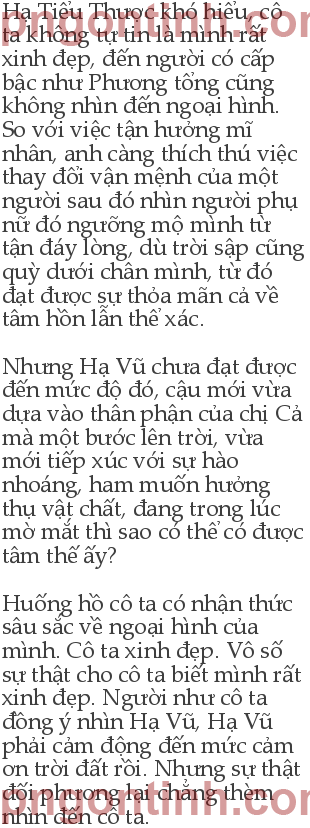 Hạ Tiểu Thược khó hiểu, cô
ta không tự tin là mình rất
xinh đẹp, đến người có cấp
bậc như Phương tổng cũng
không nhìn đến ngoại hình.
So với việc tận hưởng mĩ
nhân, anh càng thích thú việc
thay đổi vận mệnh của một
người sau đó nhìn người phụ
nữ đó ngưỡng mộ mình từ
tận đáy lòng, dù trời sập cũng
quỳ dưới chân mình, từ đó
đạt được sự thỏa mãn cả về
tâm hồn lẫn thể xác.

Nhưng Hạ Vũ chưa đạt được
đến mức độ đó, cậu mới vừa
dựa vào thân phận của chị Cả
mà một bước lên trời, vừa
mới tiếp xúc với sự hào
nhoáng, ham muốn hưởng
thụ vật chất, đang trong lúc
mờ mắt thì sao có thể có được
tâm thế ấy?

Huống hồ cô ta có nhận thức
sâu sắc về ngoại hình của
mình. Cô ta xinh đẹp. Vô số
sự thật cho cô ta biết mình rất
xinh đẹp. Người như cô ta
đồng ý nhìn Hạ Vũ, Hạ Vũ
phải cảm động đến mức cảm
ơn trời đất rồi. Nhưng sự thật
đối phương lại chẳng thèm
nhìn đến cô ta.
pngontinh.com
pngontinh.com